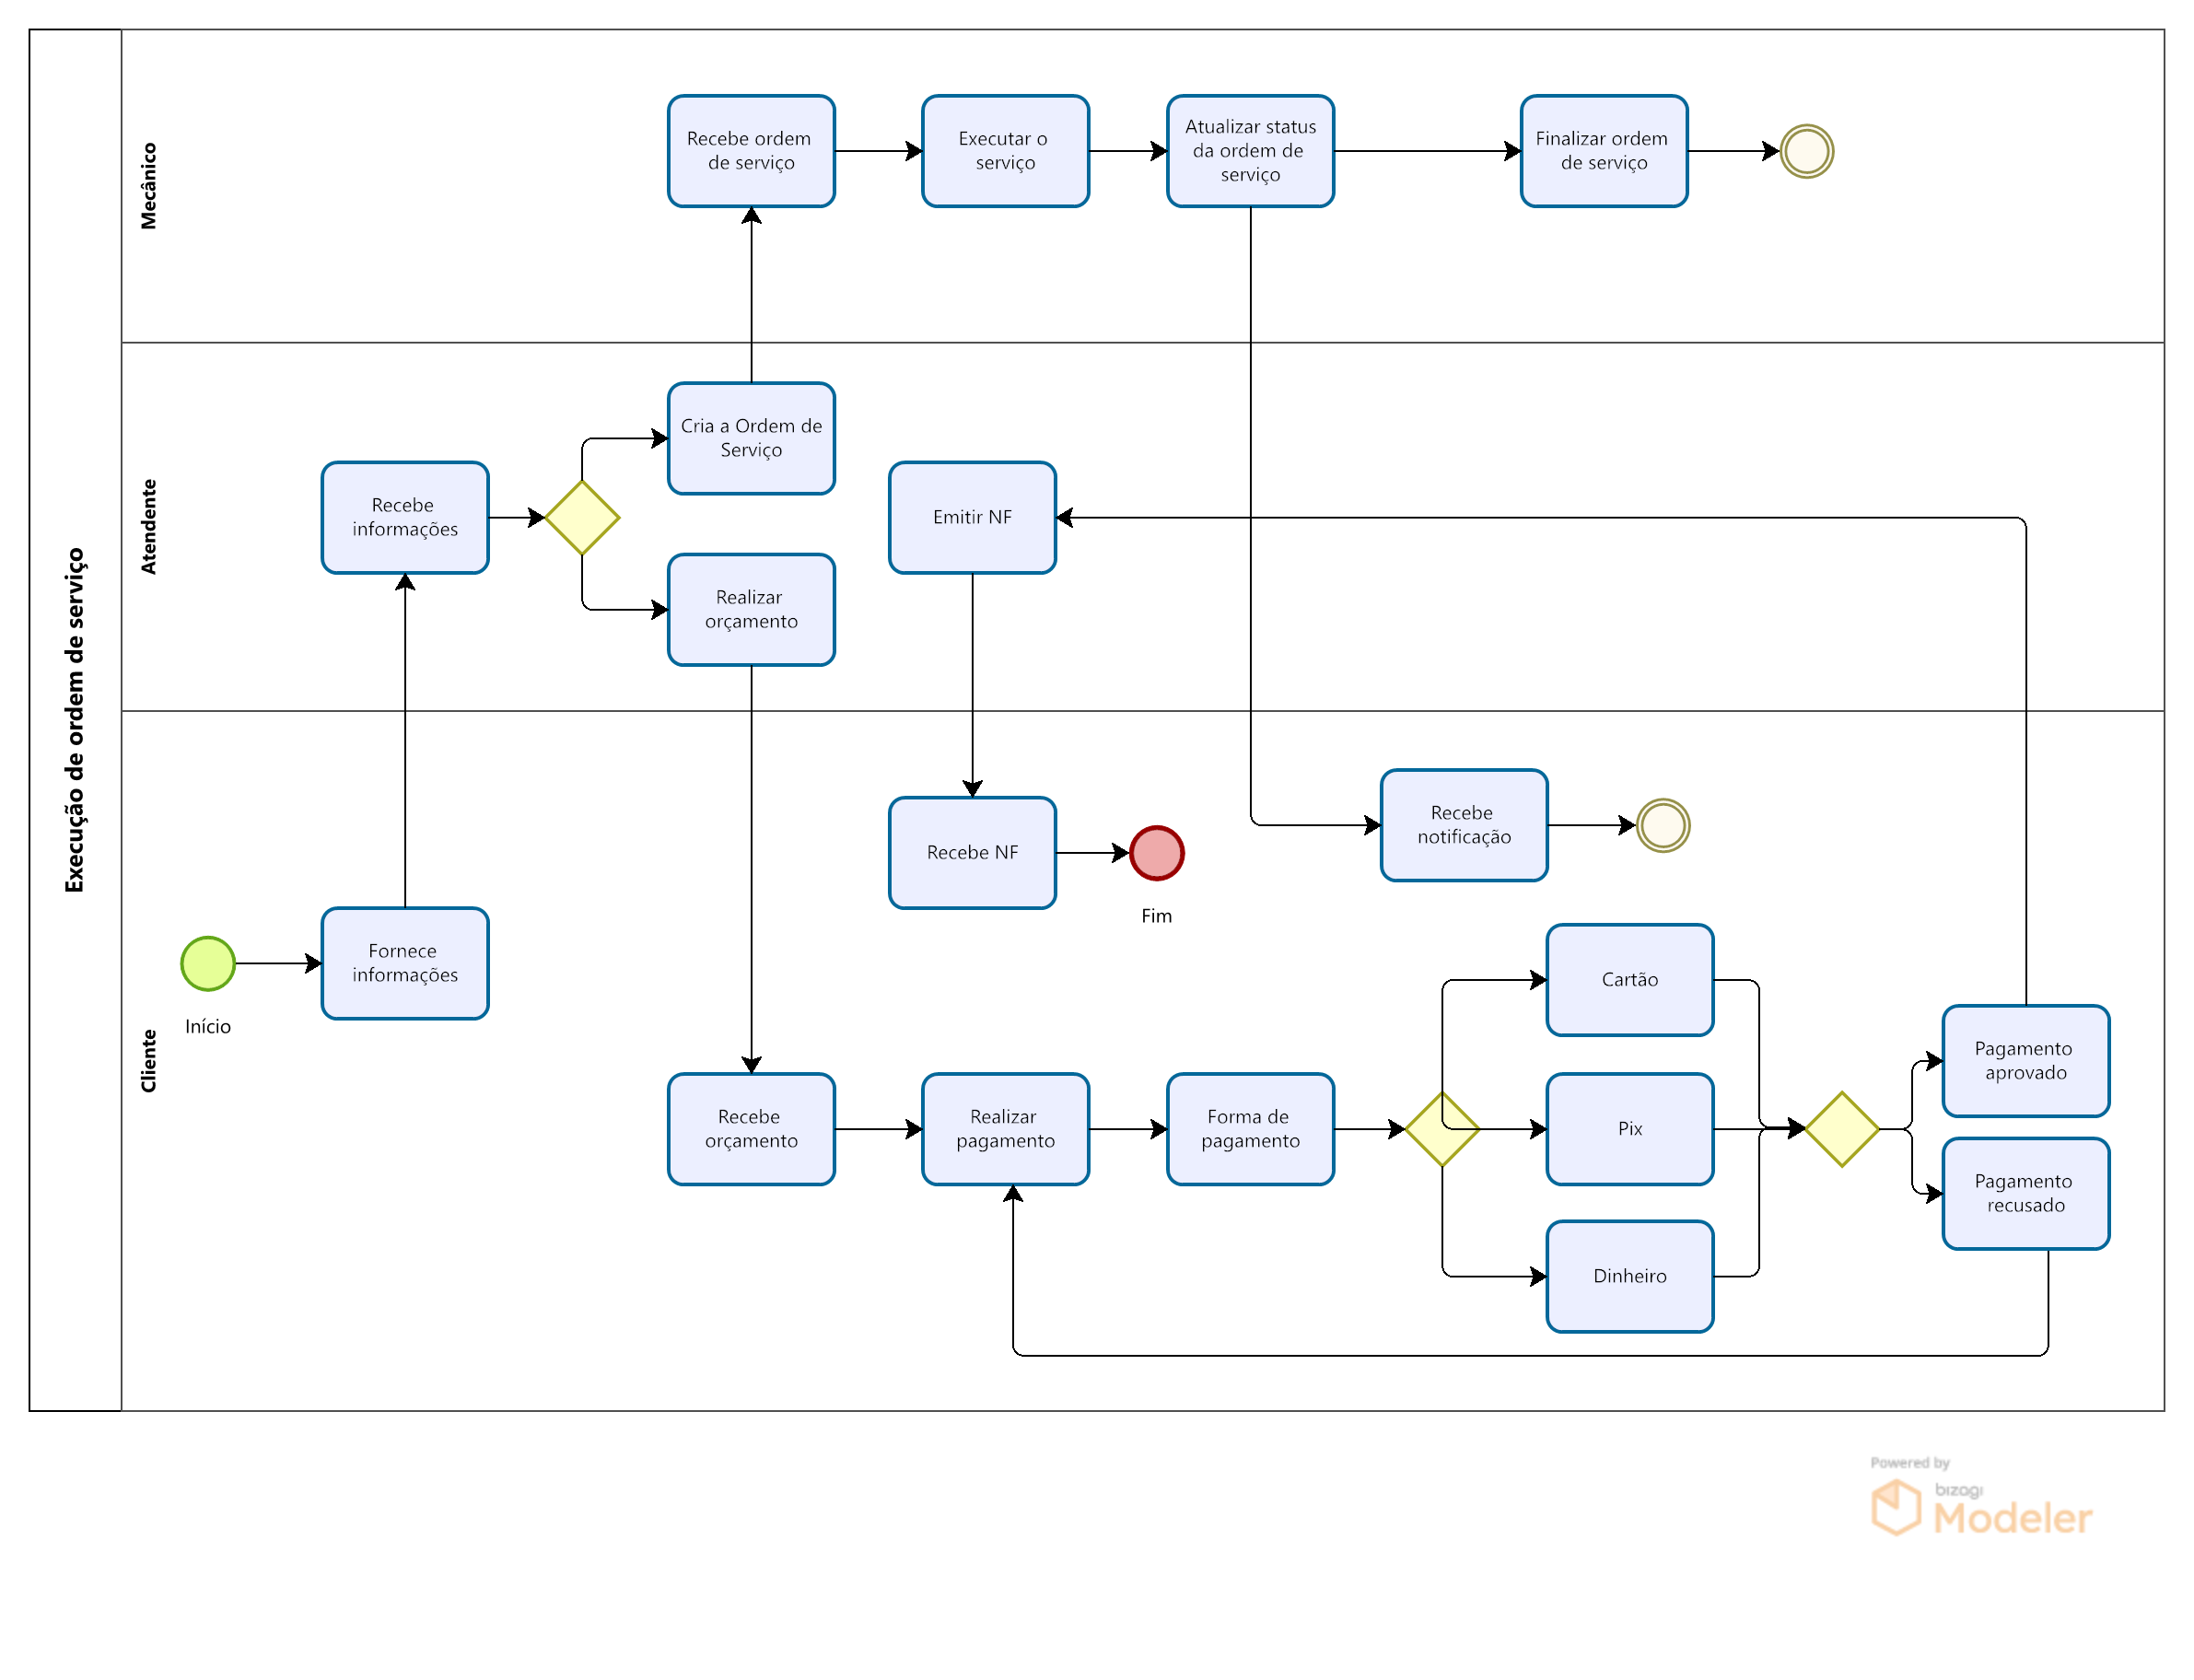 Execução de ordem de serviço
Mecânico
Recebe ordem
de serviço
Executar o
serviço
Atualizar status
da ordem de
serviço
Finalizar ordem
de serviço
Atendente
Recebe
informações
Cria a Ordem de
Serviço
Realizar
orçamento
Emitir NF
Cliente
Início
Fornece
informações
Recebe NF
Fim
Recebe
notificação
Recebe
orçamento
Realizar
pagamento
Forma de
pagamento
Cartão
Pix
Dinheiro
Pagamento
aprovado
Pagamento
recusado
Powered by
bizagi
Modeler